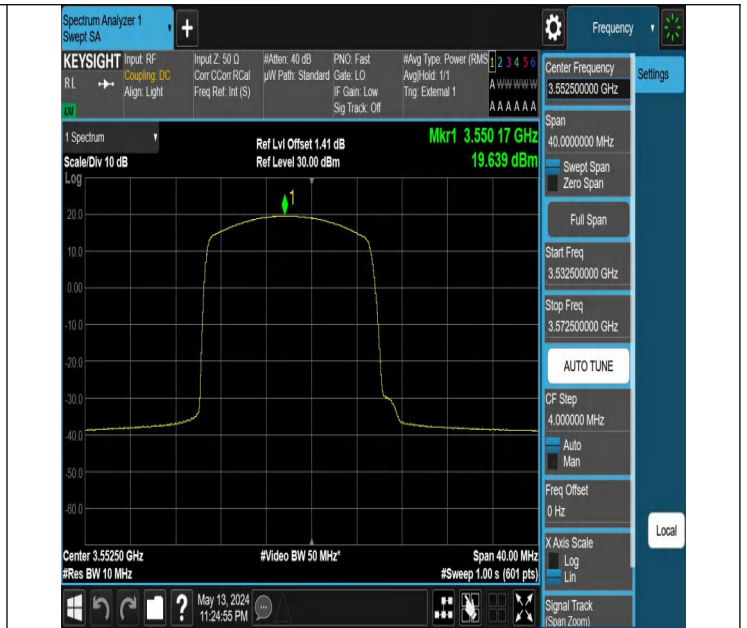 Spectrum Analyzer 1
Swept SA
+
Frequency
KEYSIGHT
RL
Input: RF
Coupling: DC
Align: Light
Input Z: 50 Ω
Corr CCorr RCal
Freq Ref: Int (S)
#Atten: 40 dB
µW Path: Standard
PNO: Fast
Gate: LO
IF Gain: Low
Sig Track: Off
#Avg Type: Power (RMS
Avg|Hold: 1/1
Trig: External 1
1 2 3 4 5 6
A W W W W W
A A A A A A
1 Spectrum
Scale/Div 10 dB
Log
Ref Lvl Offset 1.41 dB
Ref Level 30.00 dBm
Mkr1 3.550 17 GHz
19.639 dBm
1
20.0
10.0
0.00
-10.0
-20.0
-30.0
-40.0
-50.0
-60.0
Center 3.55250 GHz
#Res BW 10 MHz
#Video BW 50 MHz*
Span 40.00 MHz
#Sweep 1.00 s (601 pts)
Center Frequency
3.552500000 GHz
Settings
Span
40.0000000 MHz
Swept Span
Zero Span
Full Span
Start Freq
3.532500000 GHz
Stop Freq
3.572500000 GHz
AUTO TUNE
CF Step
4.000000 MHz
Auto
Man
Freq Offset
0 Hz
X Axis Scale
Log
Lin
Local
Signal Track
(Span Zoom)
?
May 13, 2024
11:24:55 PM